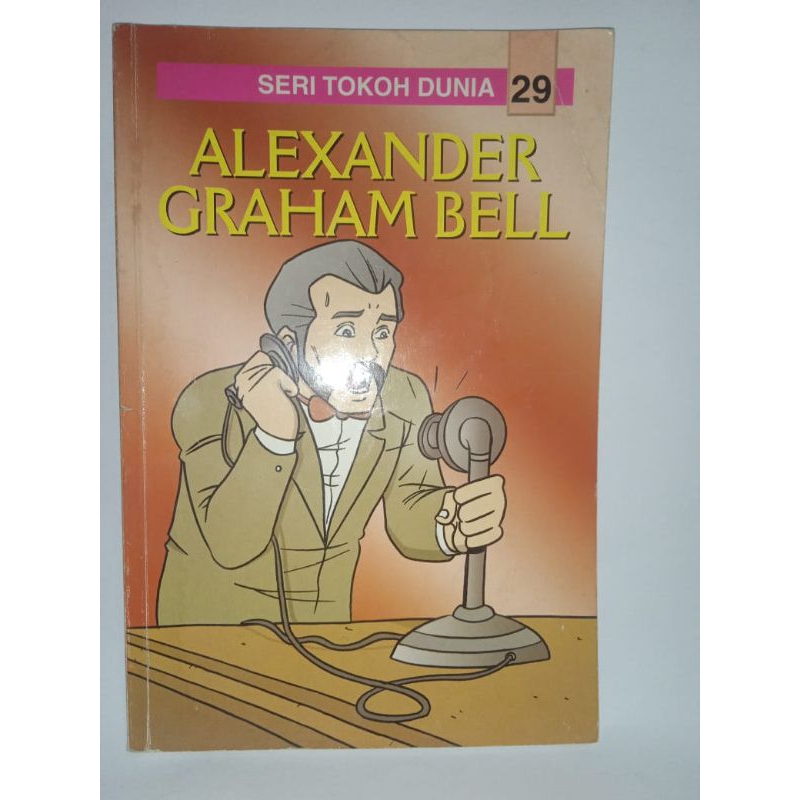 SERI TOKOH DUNIA 29
ALEXANDER
GRAHAM BELL